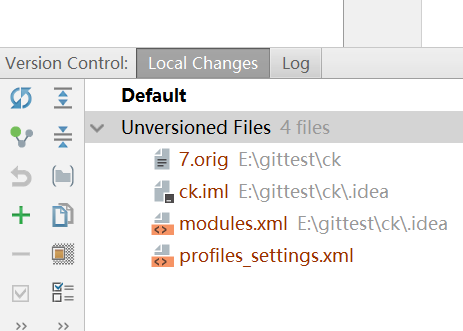 Version Control: Local Changes Log
Default
Unversioned Files 4 files
7.orig E:\gittest\ck
ck.iml E:\gittest\ck\.idea
modules.xml E:\gittest\ck\.idea
profiles_settings.xml